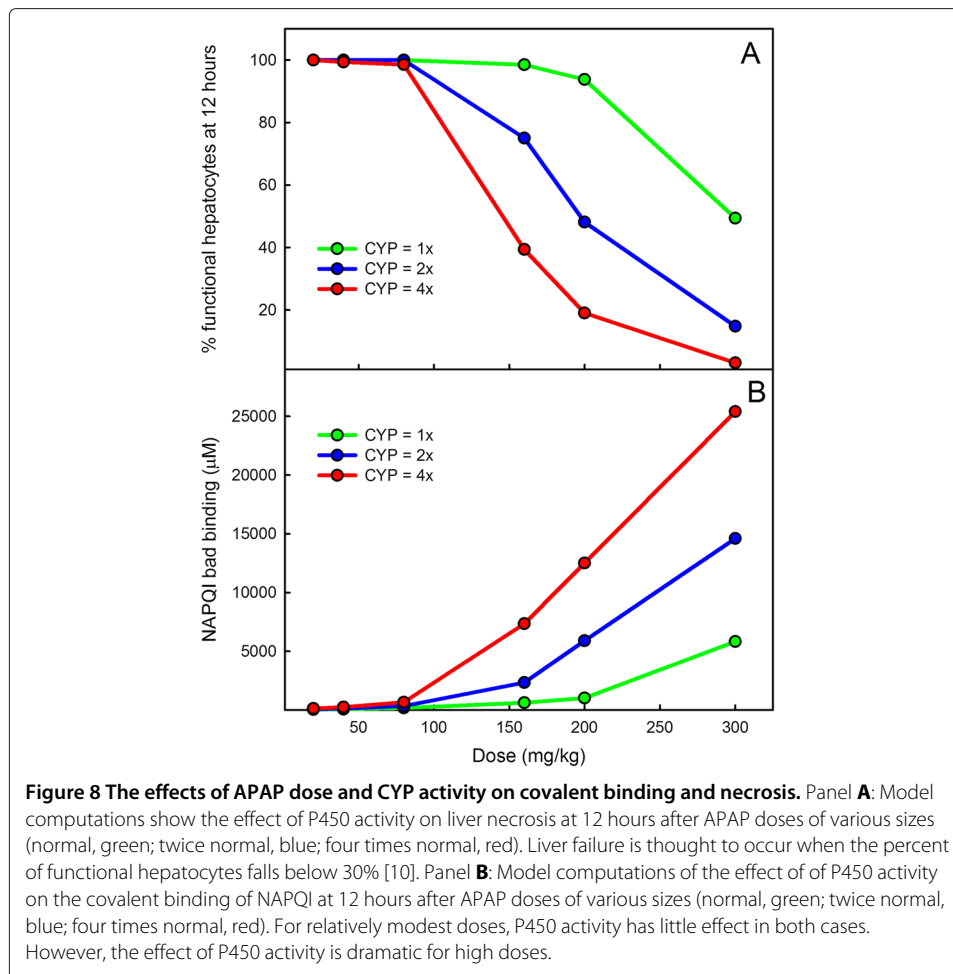 A
% functional hepatocytes at 12 hours
100
80
60
40
20
CYP = 1x
CYP = 2x
CYP = 4x
B
NAPQI bad binding (μM)
25000
20000
15000
10000
5000
CYP = 1x
CYP = 2x
CYP = 4x
50 100 150 200 250 300
Dose (mg/kg)
Figure 8 The effects of APAP dose and CYP activity on covalent binding and necrosis. Panel A: Model
computations show the effect of P450 activity on liver necrosis at 12 hours after APAP doses of various sizes
(normal, green; twice normal, blue; four times normal, red). Liver failure is thought to occur when the percent
of functional hepatocytes falls below 30% [10]. Panel B: Model computations of the effect of of P450 activity
on the covalent binding of NAPQI at 12 hours after APAP doses of various sizes (normal, green; twice normal,
blue; four times normal, red). For relatively modest doses, P450 activity has little effect in both cases.
However, the effect of P450 activity is dramatic for high doses.